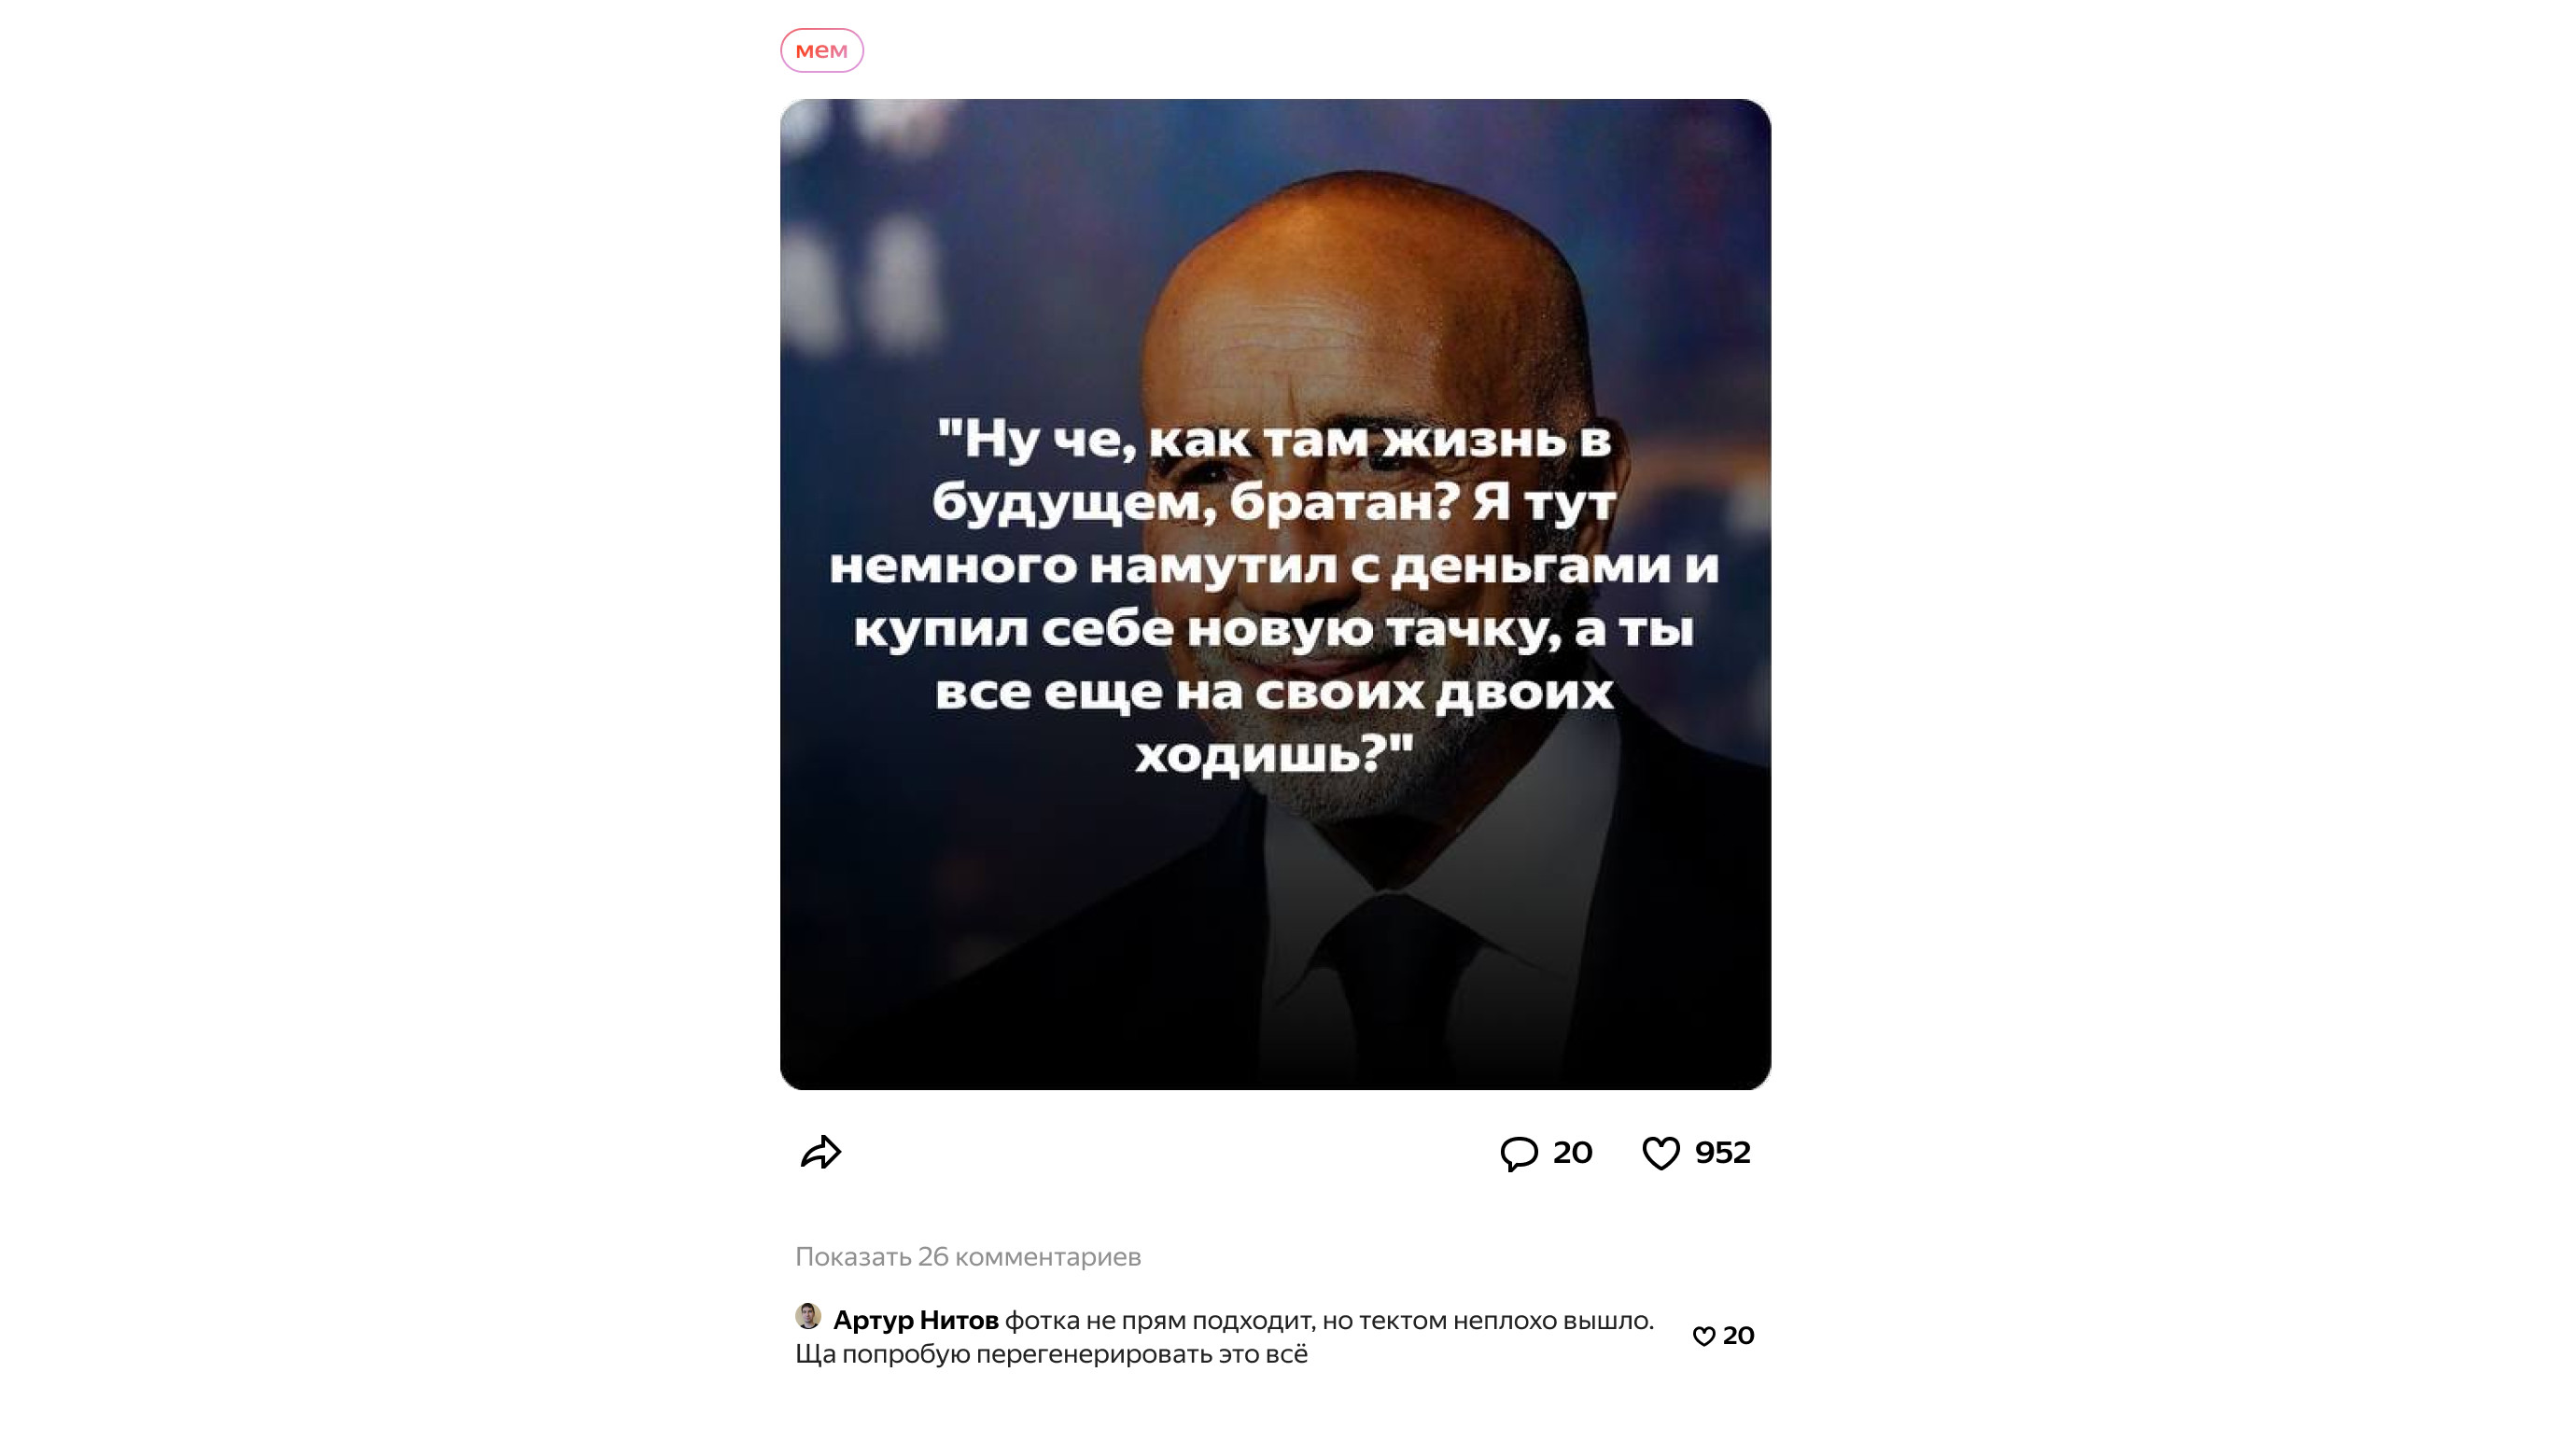 мем
"Ну че, как там жизнь в
будущем, братан? Я тут
немного намутил с деньгами и
купил себе новую тачку, а ты
все еще на своих двоих
ходишь?"
20 952
Показать 26 комментариев
Артур Нитов фотка не прям подходит, но тектом неплохо вышло.
Ща попробую перегенерировать это всё
20